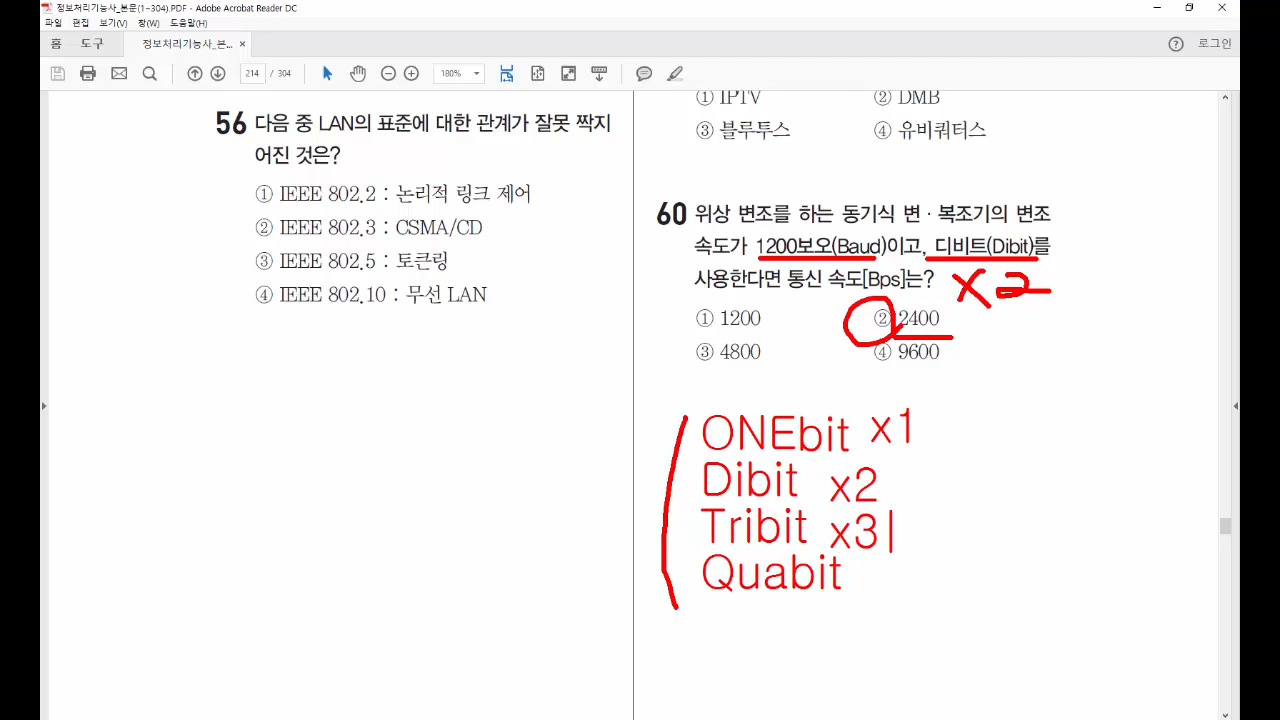 정보처리기능사_본문(1~304).PDF - Adobe Acrobat Reader DC
파일 편집 보기(V) 창(W) 도움말(H)
홈 도구 정보처리기능사_본... × 로그인
214 / 304 180%
56 다음 중 LAN의 표준에 대한 관계가 잘못 짝지
어진 것은?
① IEEE 802.2 : 논리적 링크 제어
② IEEE 802.3 : CSMA/CD
③ IEEE 802.5 : 토큰링
④ IEEE 802.10 : 무선 LAN
① IPTV ② DMB
③ 블루투스 ④ 유비쿼터스
60 위상 변조를 하는 동기식 변·복조기의 변조
속도가 1200보오(Baud)이고, 디비트(Dibit)를
사용한다면 통신 속도[Bps]는?
x2
① 1200 ② 2400
③ 4800 ④ 9600
ONEbit x1
Dibit x2
Tribit x3
Quabit